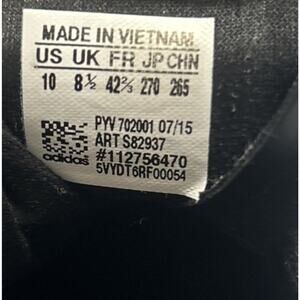 MADE IN VIETNAM
US UK FR JP CHN
10 8½ 42⅔ 270 265
PYV 702001 07/15
ART S82937
#112756470
adidas 5VYDT6RF00054